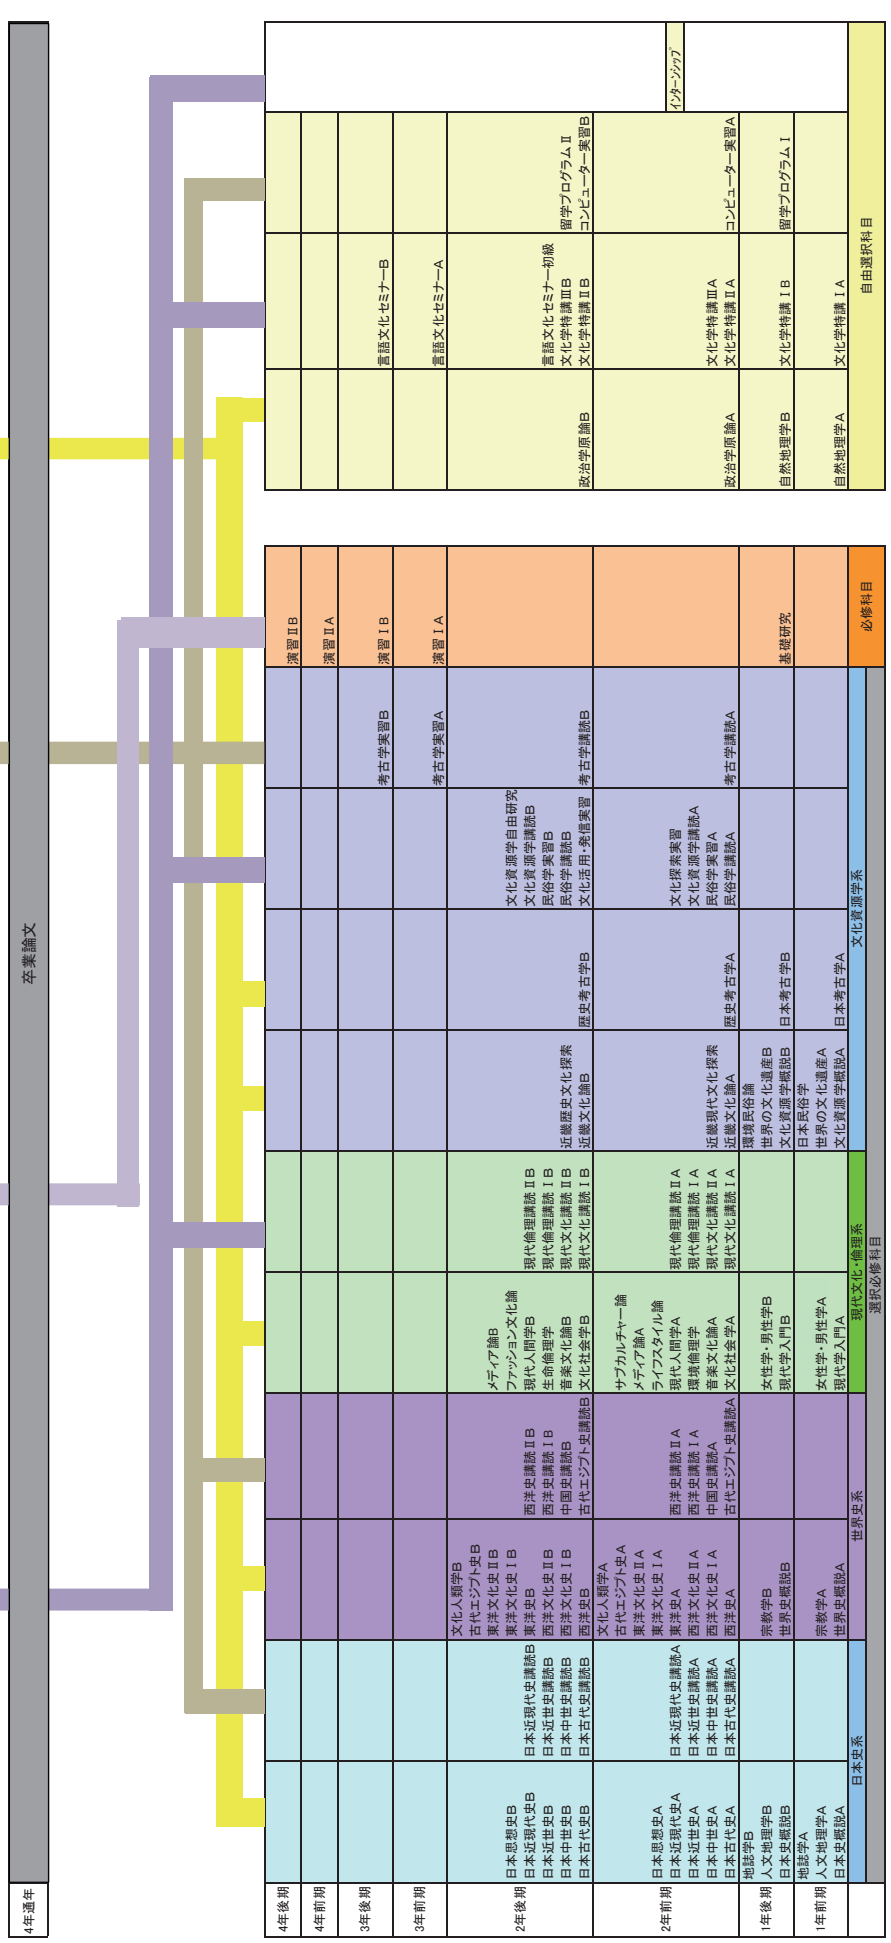 4年通年
卒業論文
4年後期
演習ⅡB
4年前期
演習ⅡA
3年後期
考古学実習B
演習ⅠB
言語文化セミナーB
3年前期
考古学実習A
演習ⅠA
言語文化セミナーA
2年後期
日本思想史B
日本近現代史B
日本近世史B
日本中世史B
日本古代史B
日本近現代史講読B
日本近世史講読B
日本中世史講読B
日本古代史講読B
文化人類学B
古代エジプト史B
東洋文化史ⅡB
東洋文化史ⅠB
東洋史B
西洋文化史ⅡB
西洋文化史ⅠB
西洋史B
西洋史講読ⅡB
西洋史講読ⅠB
中国史講読B
古代エジプト史講読B
メディア論B
ファッション文化論
現代人間学B
生命倫理学
音楽文化論B
文化社会学B
現代倫理講読ⅡB
現代倫理講読ⅠB
現代文化講読ⅡB
現代文化講読ⅠB
近畿歴史文化探索
近畿文化論B
歴史考古学B
文化資源学自由研究
文化資源学講読B
民俗学実習B
民俗学講読B
文化活用・発信実習
考古学講読B
政治学原論B
言語文化セミナー初級
文化学特講ⅢB
文化学特講ⅡB
留学プログラムⅡ
コンピューター実習B
2年前期
日本思想史A
日本近現代史A
日本近世史A
日本中世史A
日本古代史A
日本近現代史講読A
日本近世史講読A
日本中世史講読A
日本古代史講読A
文化人類学A
古代エジプト史A
東洋文化史ⅡA
東洋文化史ⅠA
東洋史A
西洋文化史ⅡA
西洋文化史ⅠA
西洋史A
西洋史講読ⅡA
西洋史講読ⅠA
中国史講読A
古代エジプト史講読A
サブカルチャー論
メディア論A
ライフスタイル論
現代人間学A
環境倫理学
音楽文化論A
文化社会学A
現代倫理講読ⅡA
現代倫理講読ⅠA
現代文化講読ⅡA
現代文化講読ⅠA
近畿現代文化探索
近畿文化論A
歴史考古学A
文化探索実習
文化資源学講読A
民俗学実習A
民俗学講読A
考古学講読A
政治学原論A
文化学特講ⅢA
文化学特講ⅡA
コンピューター実習A
インターンシップ
1年後期
地誌学B
人文地理学B
日本史概説B
宗教学B
世界史概説B
女性学・男性学B
現代学入門B
環境民俗論
世界の文化遺産B
文化資源学概説B
日本考古学B
基礎研究
自然地理学B
文化学特講ⅠB
留学プログラムⅠ
1年前期
地誌学A
人文地理学A
日本史概説A
宗教学A
世界史概説A
女性学・男性学A
現代学入門A
日本民俗学
世界の文化遺産A
文化資源学概説A
日本考古学A
自然地理学A
文化学特講ⅠA
日本史系
世界史系
現代文化・倫理系
文化資源学系
選択必修科目
必修科目
自由選択科目